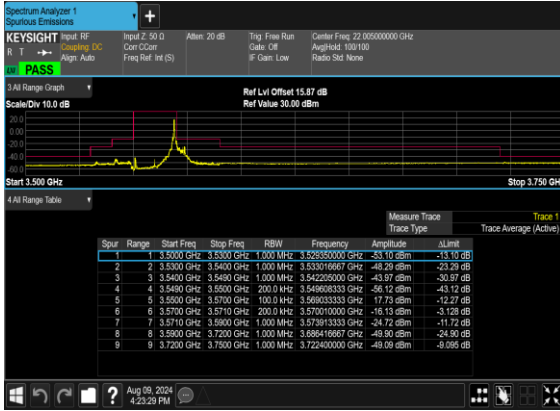 Spectrum Analyzer 1
Spurious Emissions
+
KEYSIGHT Input: RF Input Z: 50 Ω Atten: 20 dB Trig: Free Run Center Freq: 22.005000000 GHz
R T Coupling: DC Corr CCorr Gate: Off Avg|Hold: 100/100
Align: Auto Freq Ref: Int (S) IF Gain: Low Radio Std: None
PASS
3 All Range Graph
Ref Lvl Offset 15.87 dB
Scale/Div 10.0 dB Ref Value 30.00 dBm
20.0
0.00
-20.0
-40.0
Start 3.500 GHz Stop 3.750 GH
4 All Range Table
Measure Trace Trace 1
Trace Type Trace Average (Active)
Spur Range Start Freq Stop Freq RBW Frequency Amplitude ΔLimit
1 1 3.5000 GHz 3.5300 GHz 1.000 MHz 3.529350000 GHz -53.10 dBm -13.10 dB
2 2 3.5300 GHz 3.5400 GHz 1.000 MHz 3.533016667 GHz -48.29 dBm -23.29 dB
3 3 3.5400 GHz 3.5490 GHz 1.000 MHz 3.542205000 GHz -43.97 dBm -30.97 dB
4 4 3.5490 GHz 3.5500 GHz 200.0 kHz 3.549608333 GHz -56.12 dBm -43.12 dB
5 5 3.5500 GHz 3.5700 GHz 100.0 kHz 3.569033333 GHz 17.73 dBm -12.27 dB
6 6 3.5700 GHz 3.5710 GHz 200.0 kHz 3.570010000 GHz -16.13 dBm -3.128 dB
7 7 3.5710 GHz 3.5900 GHz 1.000 MHz 3.573913333 GHz -24.72 dBm -11.72 dB
8 8 3.5900 GHz 3.7200 GHz 1.000 MHz 3.686416667 GHz -49.90 dBm -24.90 dB
9 9 3.7200 GHz 3.7500 GHz 1.000 MHz 3.722400000 GHz -49.09 dBm -9.095 dB
? Aug 09, 2024
4:23:29 PM